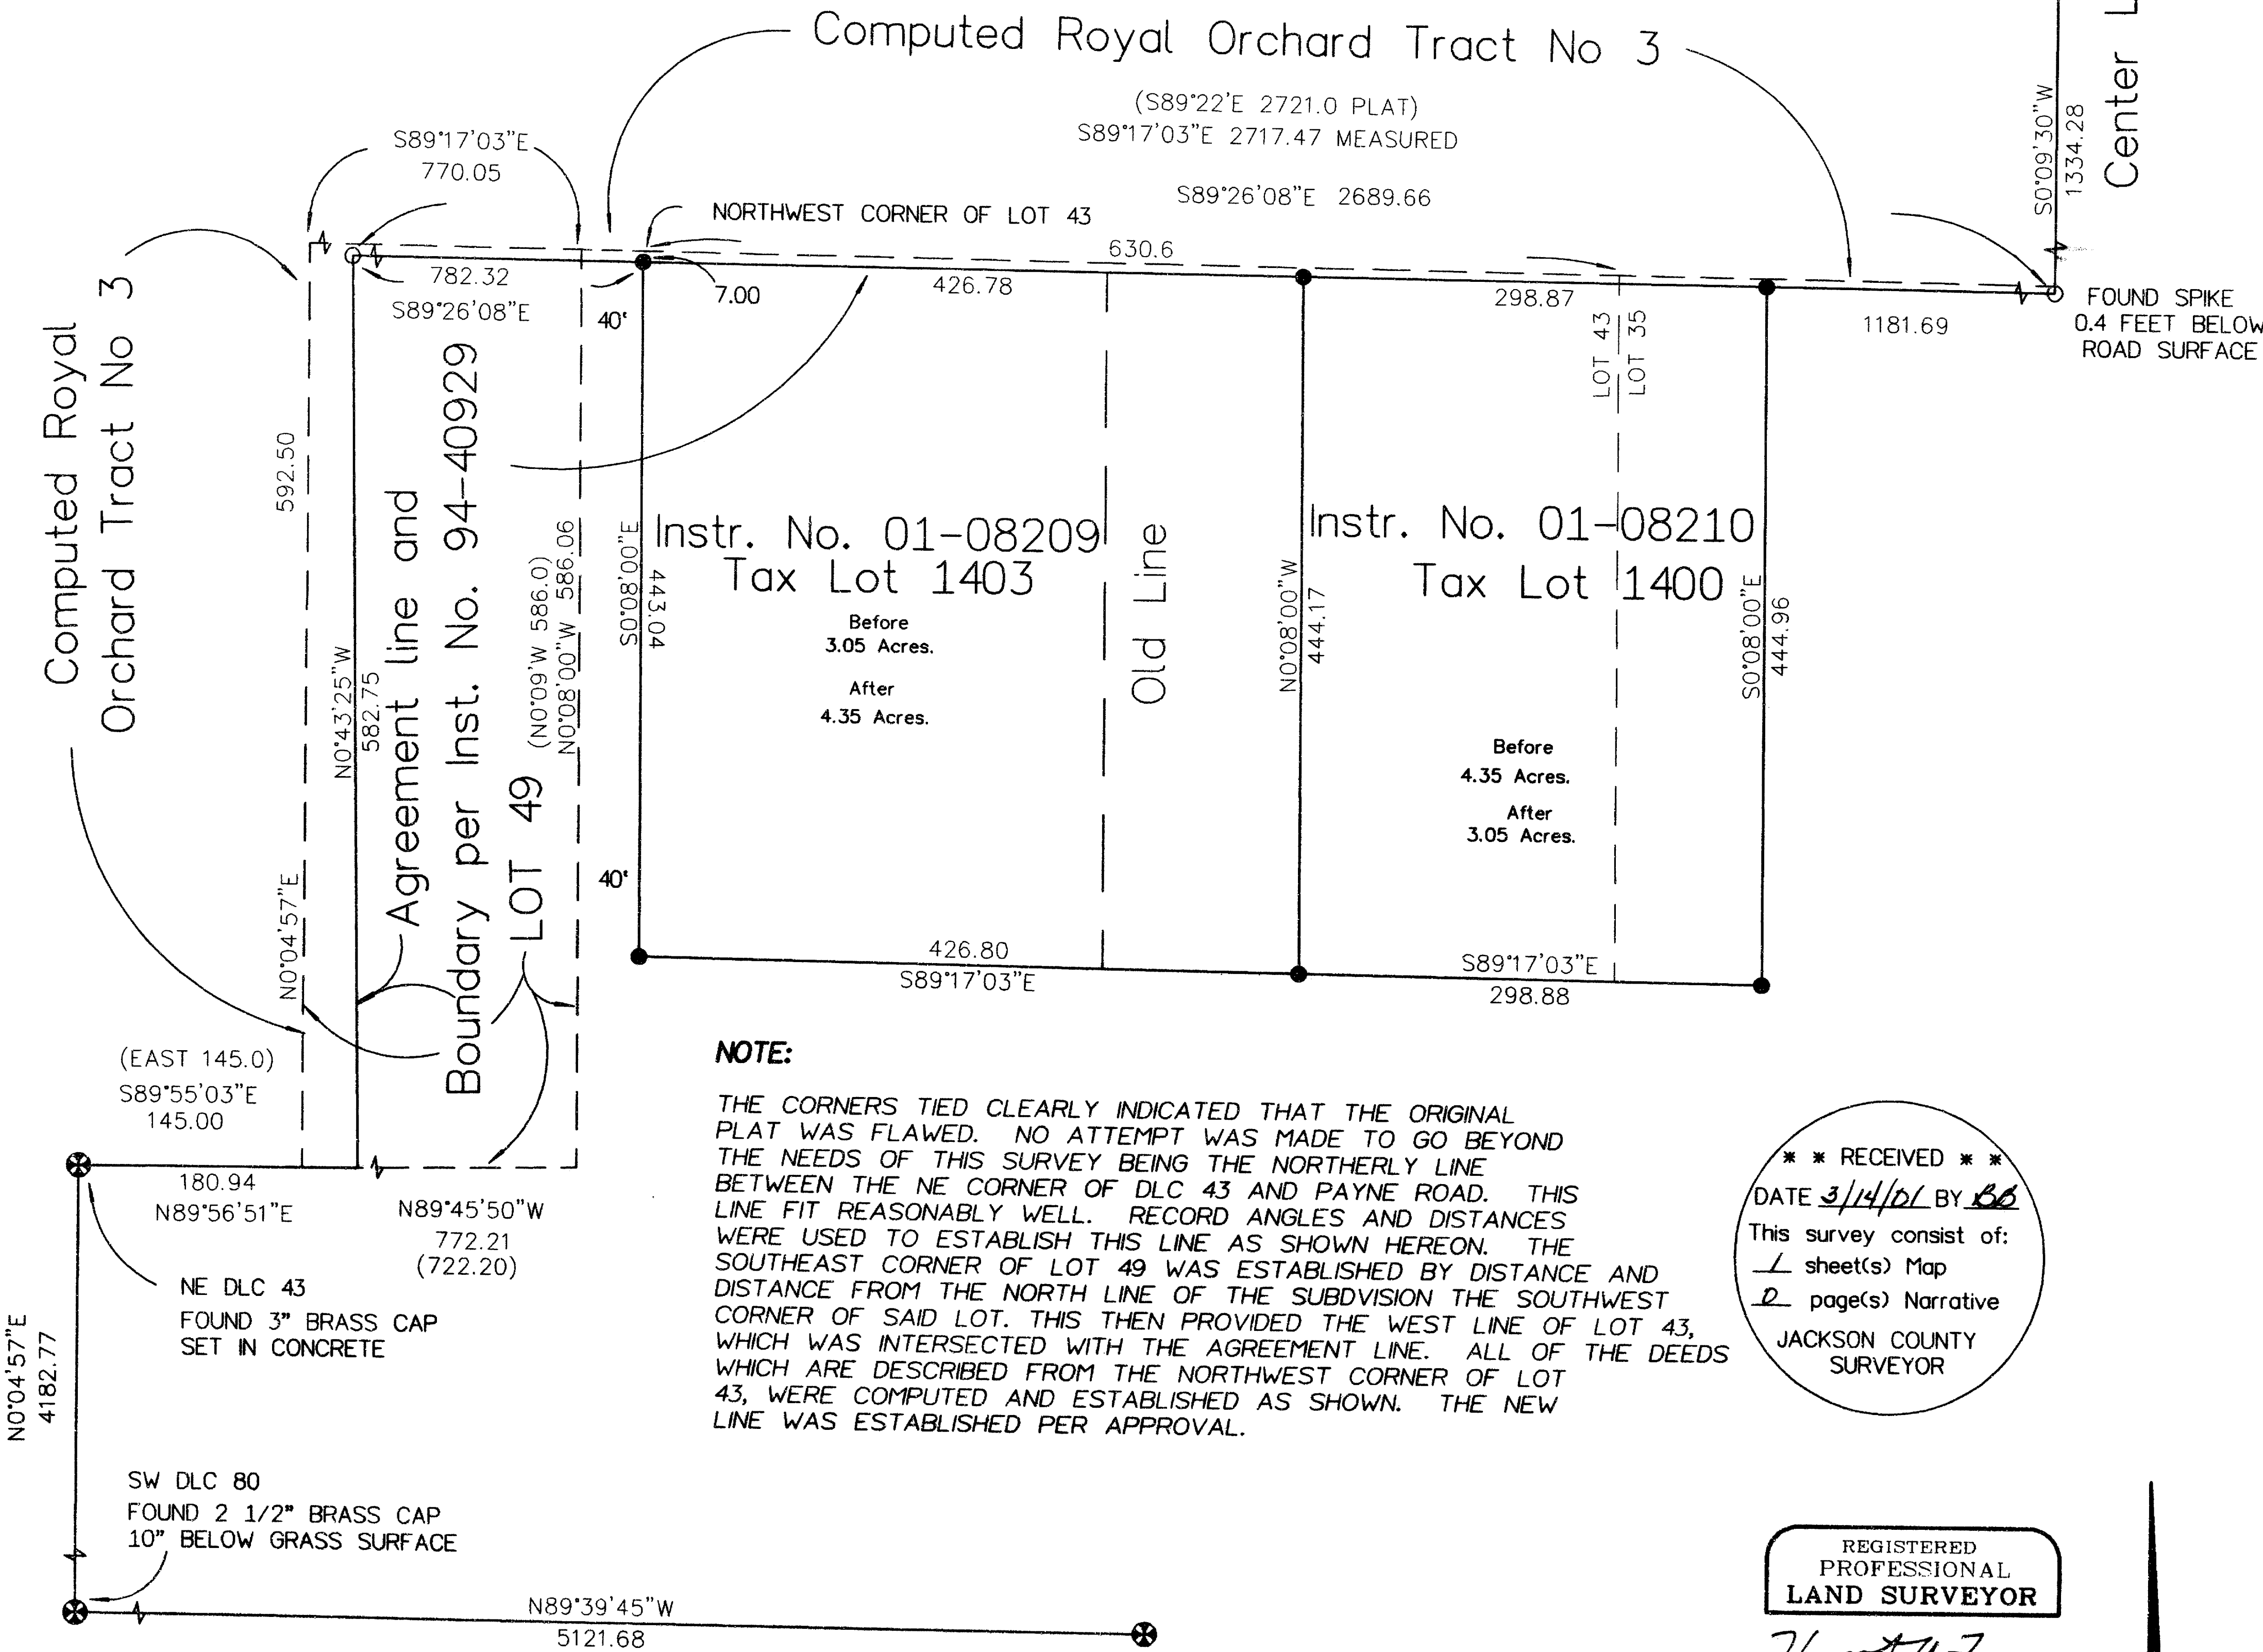 Computed Royal Orchard Tract No 3
(S89°22'E 2721.0 PLAT)
S89°17'03"E 2717.47 MEASURED
S89°26'08"E 2689.66
S89°17'03"E
770.05
NORTHWEST CORNER OF LOT 43
630.6
782.32
S89°26'08"E
7.00
426.78
298.87
1181.69
S0°09'30"W
1334.28
Center L
FOUND SPIKE
0.4 FEET BELOW
ROAD SURFACE
40'
40'
LOT 43
LOT 35
Computed Royal
Orchard Tract No 3
592.50
N0°04'57"E
N0°43'25"W
582.75
Agreement line and
Boundary per Inst. No. 94-40929
LOT 49
(N0°09'W 586.0)
N0°08'00"W 586.06
S0°08'00"E
443.04
Instr. No. 01-08209
Tax Lot 1403
Before
3.05 Acres.
After
4.35 Acres.
Old Line
N0°08'00"W
444.17
Instr. No. 01-08210
Tax Lot 1400
Before
4.35 Acres.
After
3.05 Acres.
S0°08'00"E
444.96
426.80
S89°17'03"E
S89°17'03"E
298.88
(EAST 145.0)
S89°55'03"E
145.00
180.94
N89°56'51"E
N89°45'50"W
772.21
(722.20)
NE DLC 43
FOUND 3" BRASS CAP
SET IN CONCRETE
N0°04'57"E
4182.77
SW DLC 80
FOUND 2 1/2" BRASS CAP
10" BELOW GRASS SURFACE
N89°39'45"W
5121.68
NOTE:
THE CORNERS TIED CLEARLY INDICATED THAT THE ORIGINAL
PLAT WAS FLAWED. NO ATTEMPT WAS MADE TO GO BEYOND
THE NEEDS OF THIS SURVEY BEING THE NORTHERLY LINE
BETWEEN THE NE CORNER OF DLC 43 AND PAYNE ROAD. THIS
LINE FIT REASONABLY WELL. RECORD ANGLES AND DISTANCES
WERE USED TO ESTABLISH THIS LINE AS SHOWN HEREON. THE
SOUTHEAST CORNER OF LOT 49 WAS ESTABLISHED BY DISTANCE AND
DISTANCE FROM THE NORTH LINE OF THE SUBDVISION THE SOUTHWEST
CORNER OF SAID LOT. THIS THEN PROVIDED THE WEST LINE OF LOT 43,
WHICH WAS INTERSECTED WITH THE AGREEMENT LINE. ALL OF THE DEEDS
WHICH ARE DESCRIBED FROM THE NORTHWEST CORNER OF LOT
43, WERE COMPUTED AND ESTABLISHED AS SHOWN. THE NEW
LINE WAS ESTABLISHED PER APPROVAL.
* * RECEIVED * *
DATE 3/14/01 BY BB
This survey consist of:
1 sheet(s) Map
0 page(s) Narrative
JACKSON COUNTY
SURVEYOR
REGISTERED
PROFESSIONAL
LAND SURVEYOR